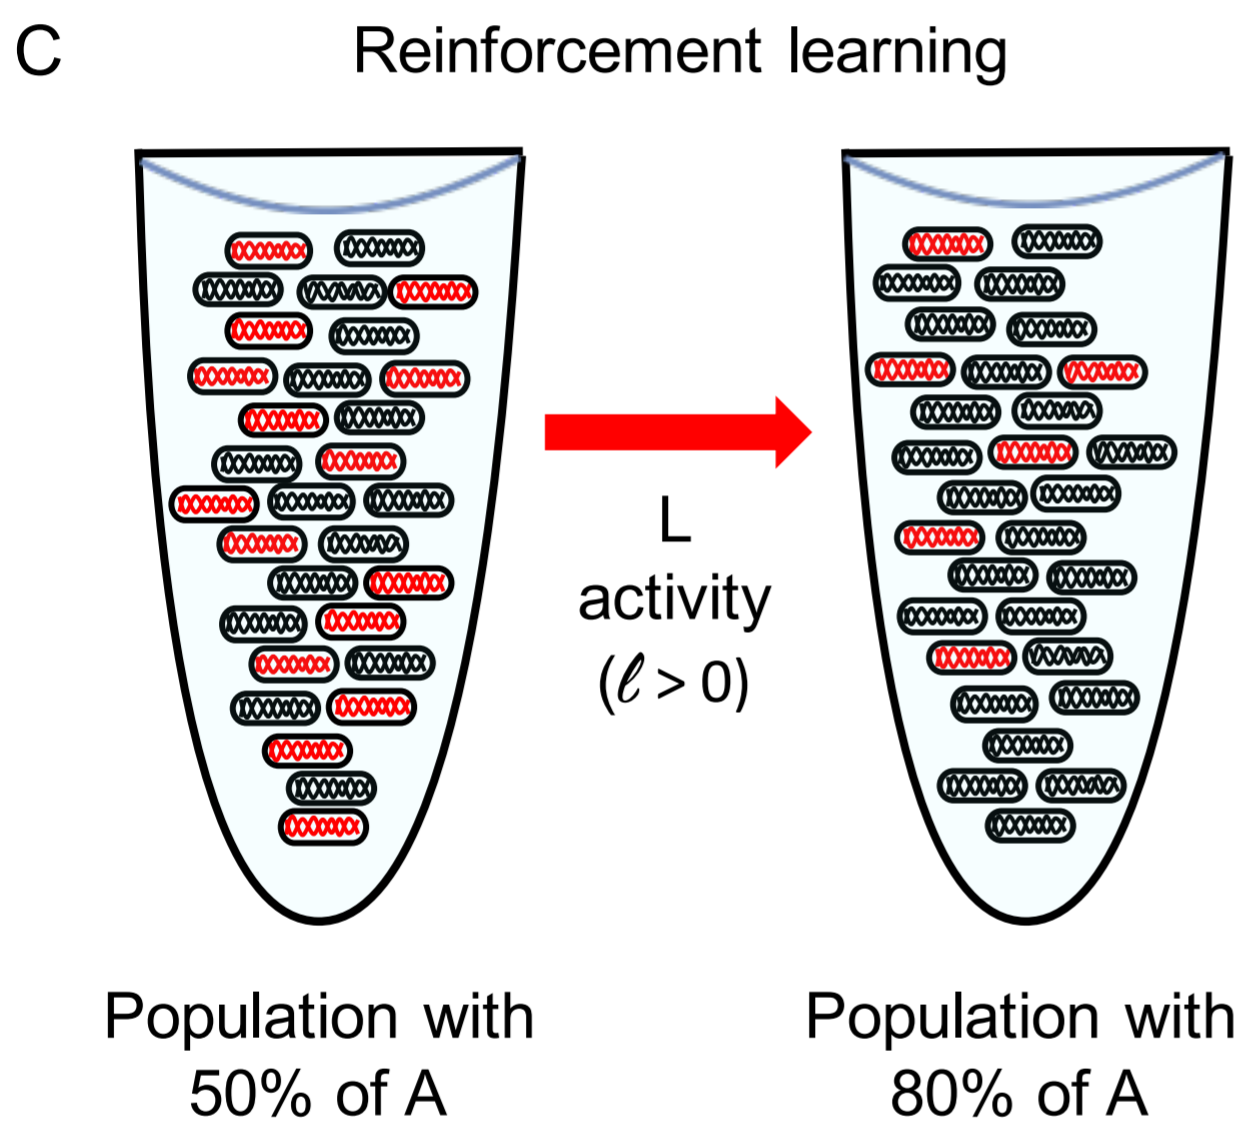 C
Reinforcement learning
L
activity
(ℓ > 0)
Population with
50% of A
Population with
80% of A